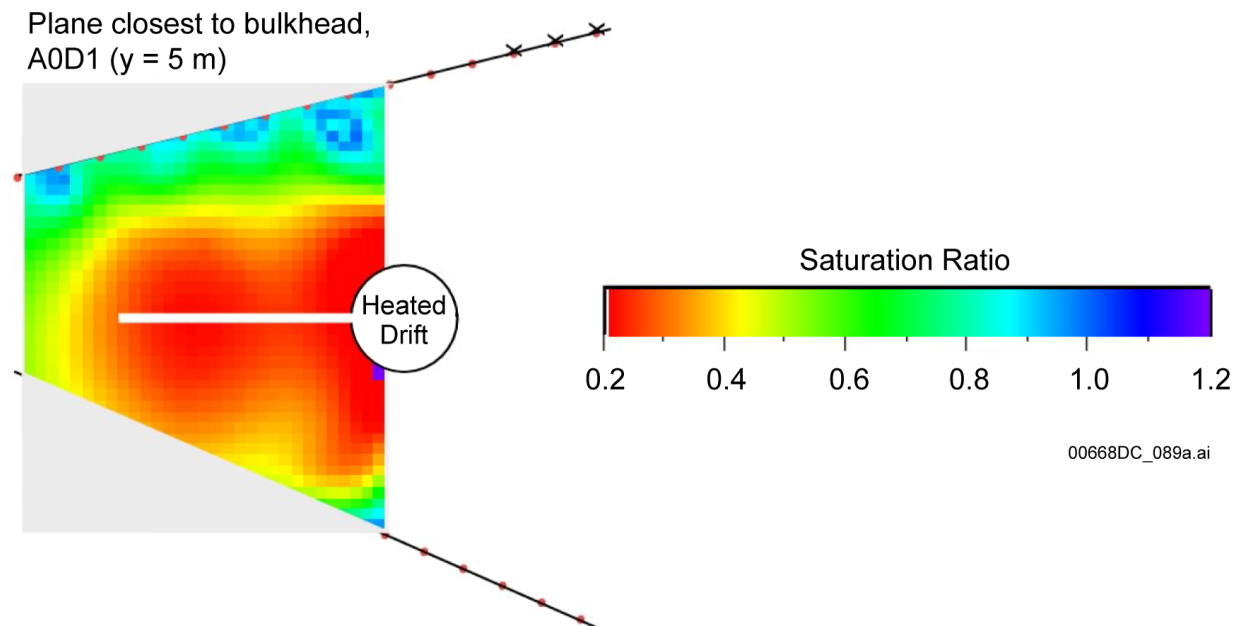 Plane closest to bulkhead,
A0D1 (y = 5 m)
Heated
Drift
Saturation Ratio
0.2 0.4 0.6 0.8 1.0 1.2
00668DC_089a.ai